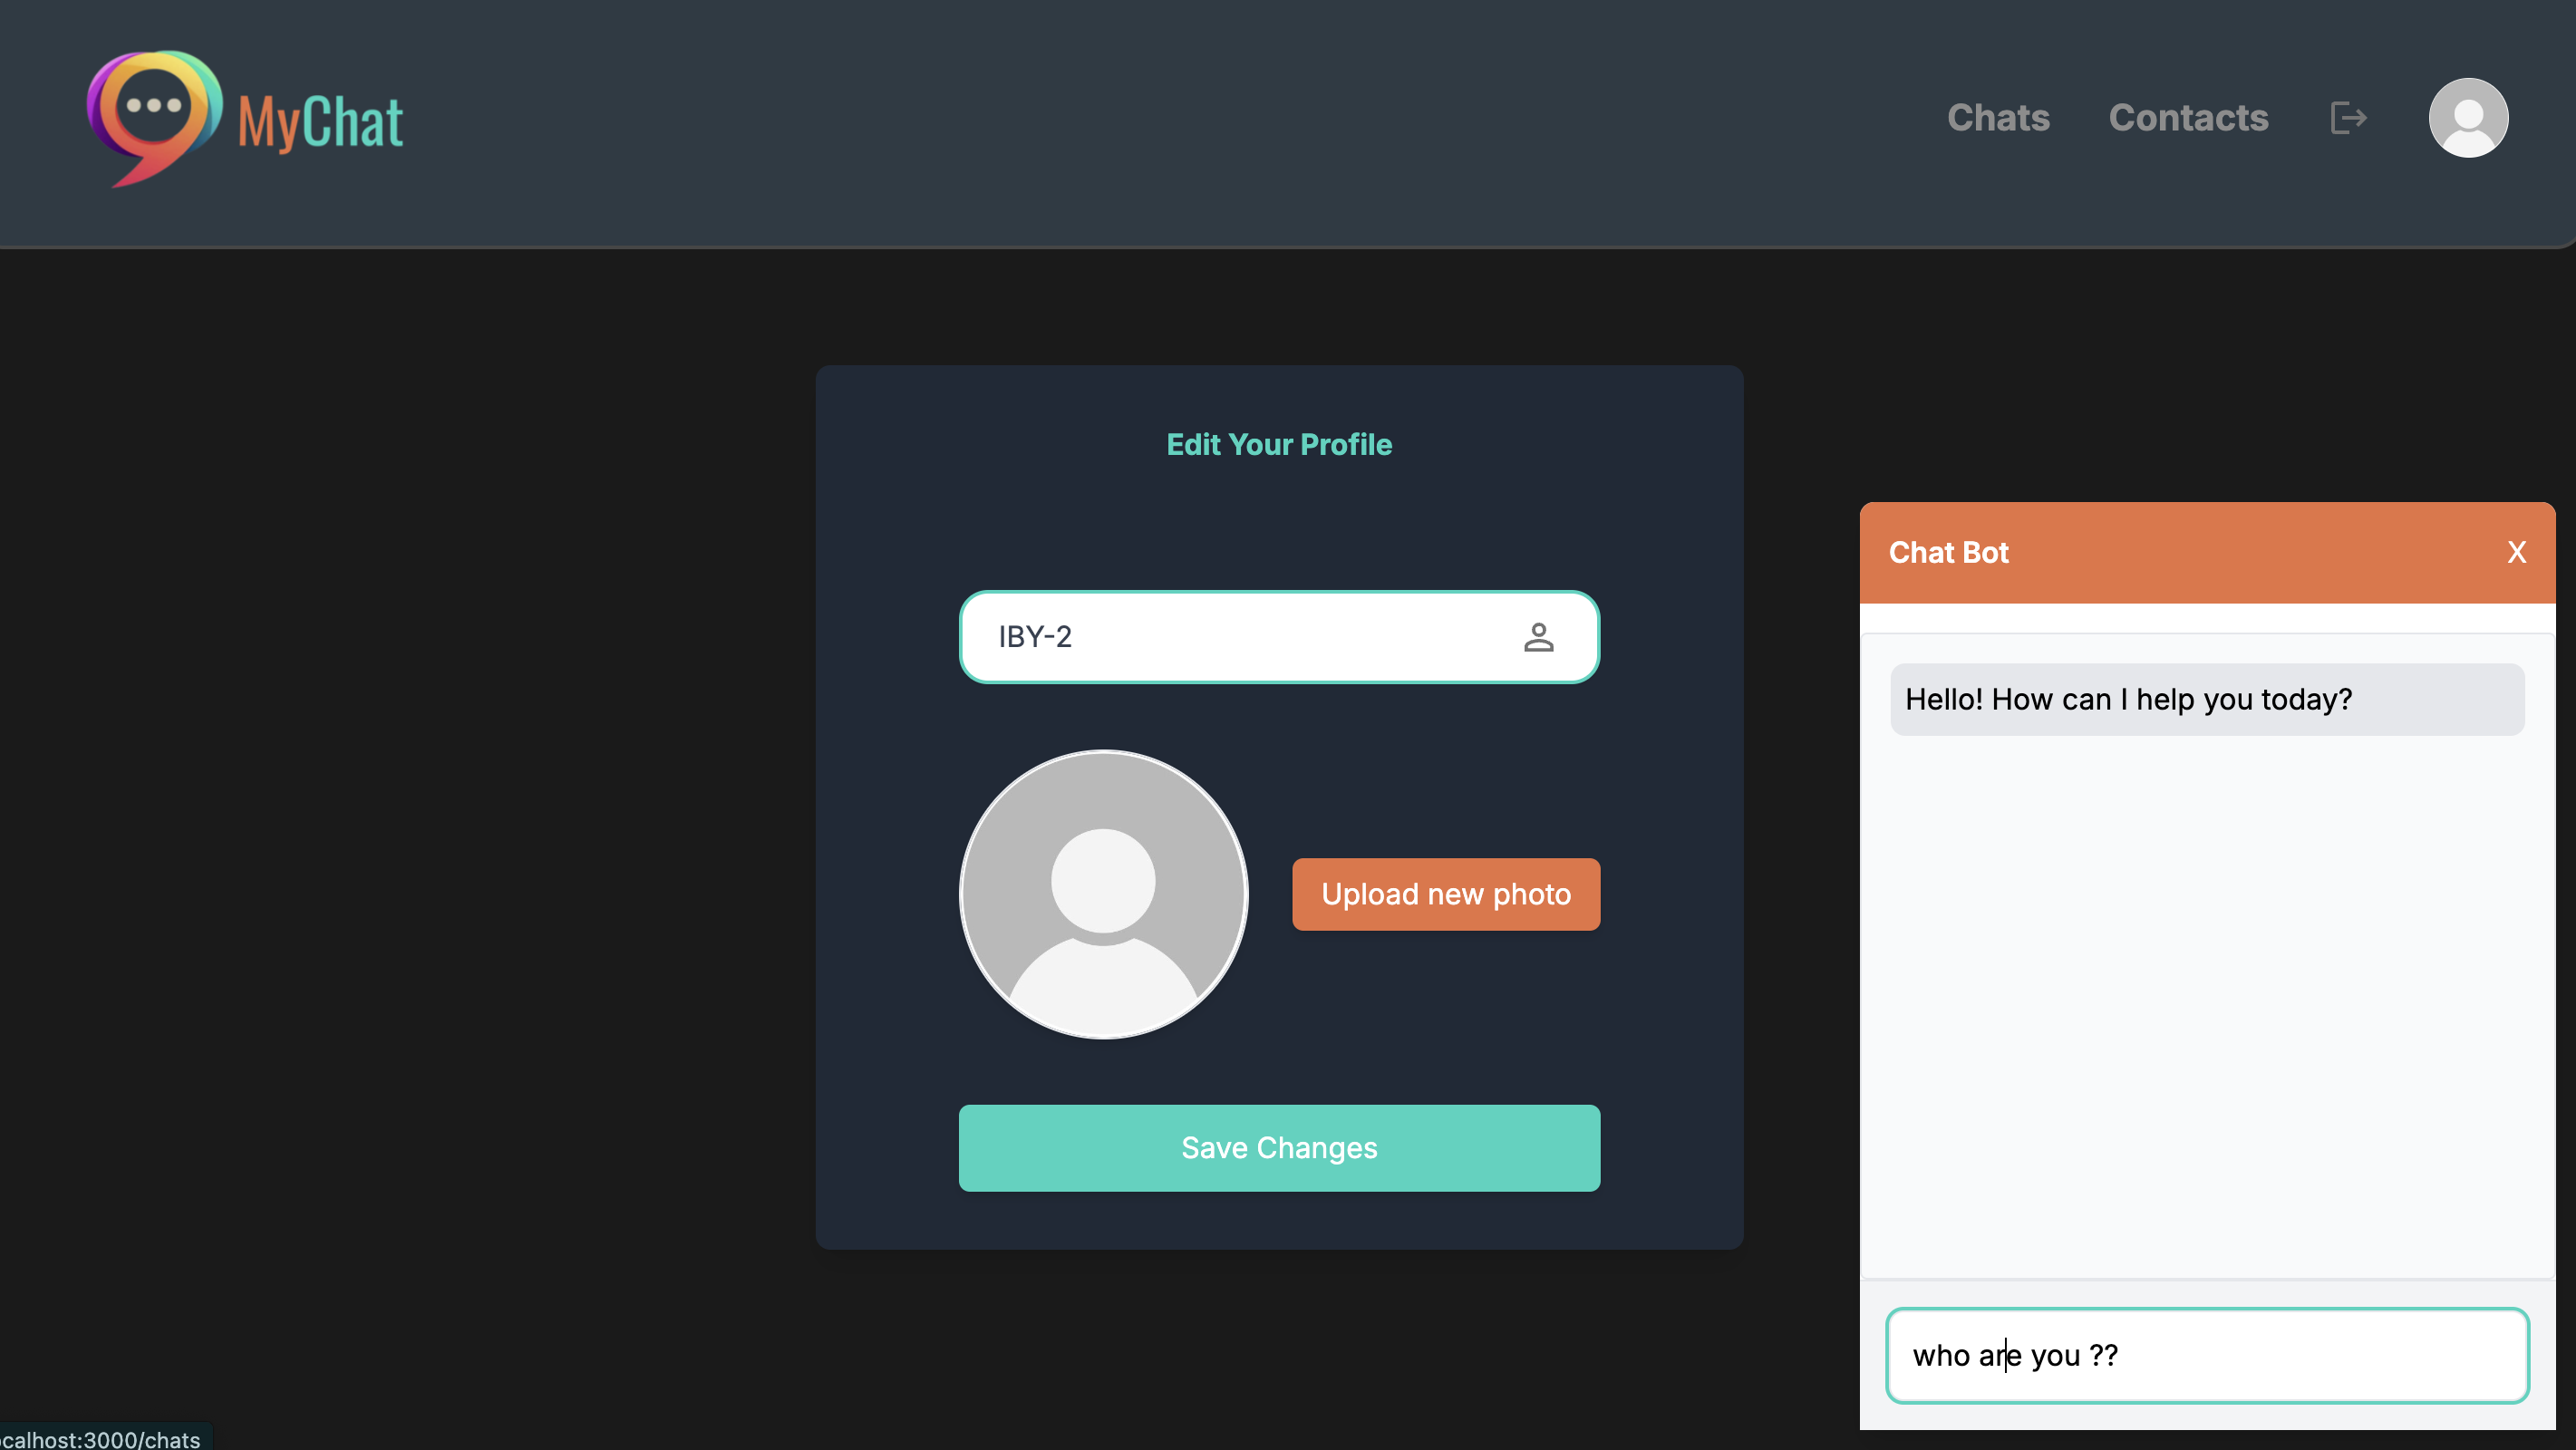 MyChat
Chats
Contacts
Edit Your Profile
IBY-2
Upload new photo
Save Changes
Chat Bot
X
Hello! How can I help you today?
who are you ??
calhost:3000/chats